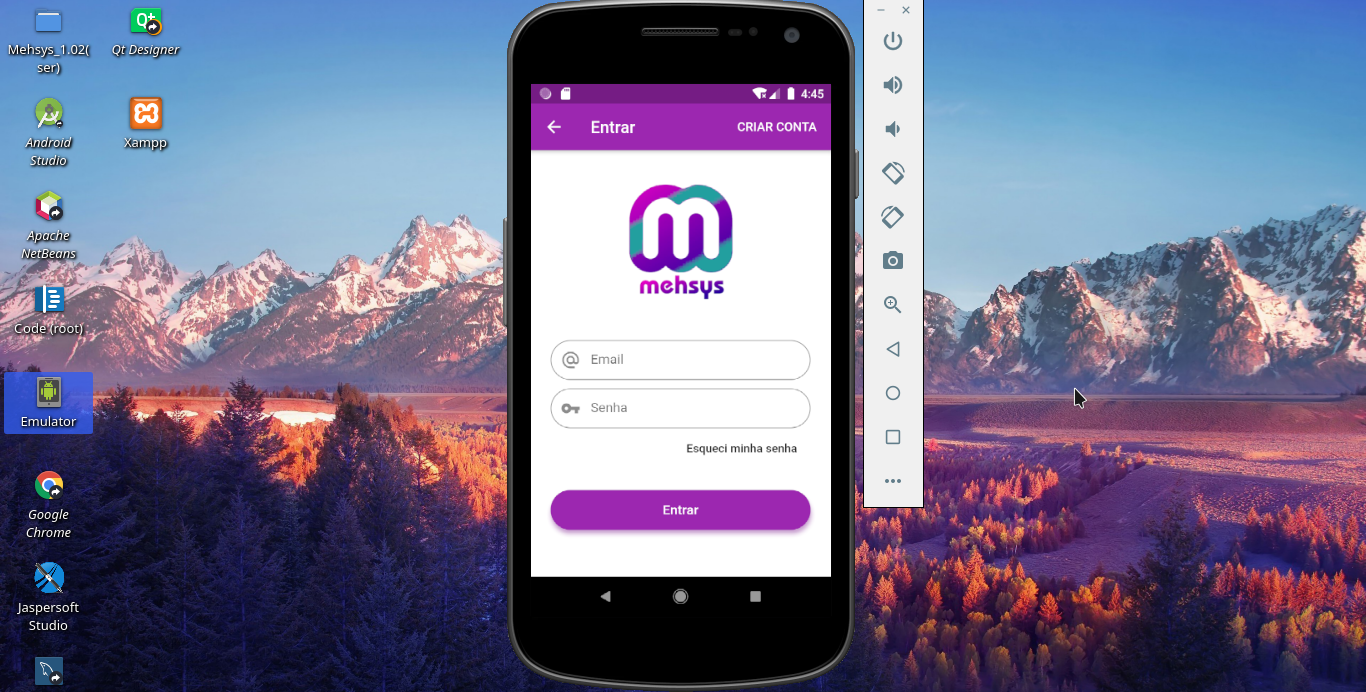 Mehsys_1.02(
ser)
Qt Designer
Android
Studio
Xampp
Apache
NetBeans
Code (root)
Emulator
Google
Chrome
Jaspersoft
Studio
4:45
Entrar
CRIAR CONTA
mehsys
Email
Senha
Esqueci minha senha
Entrar